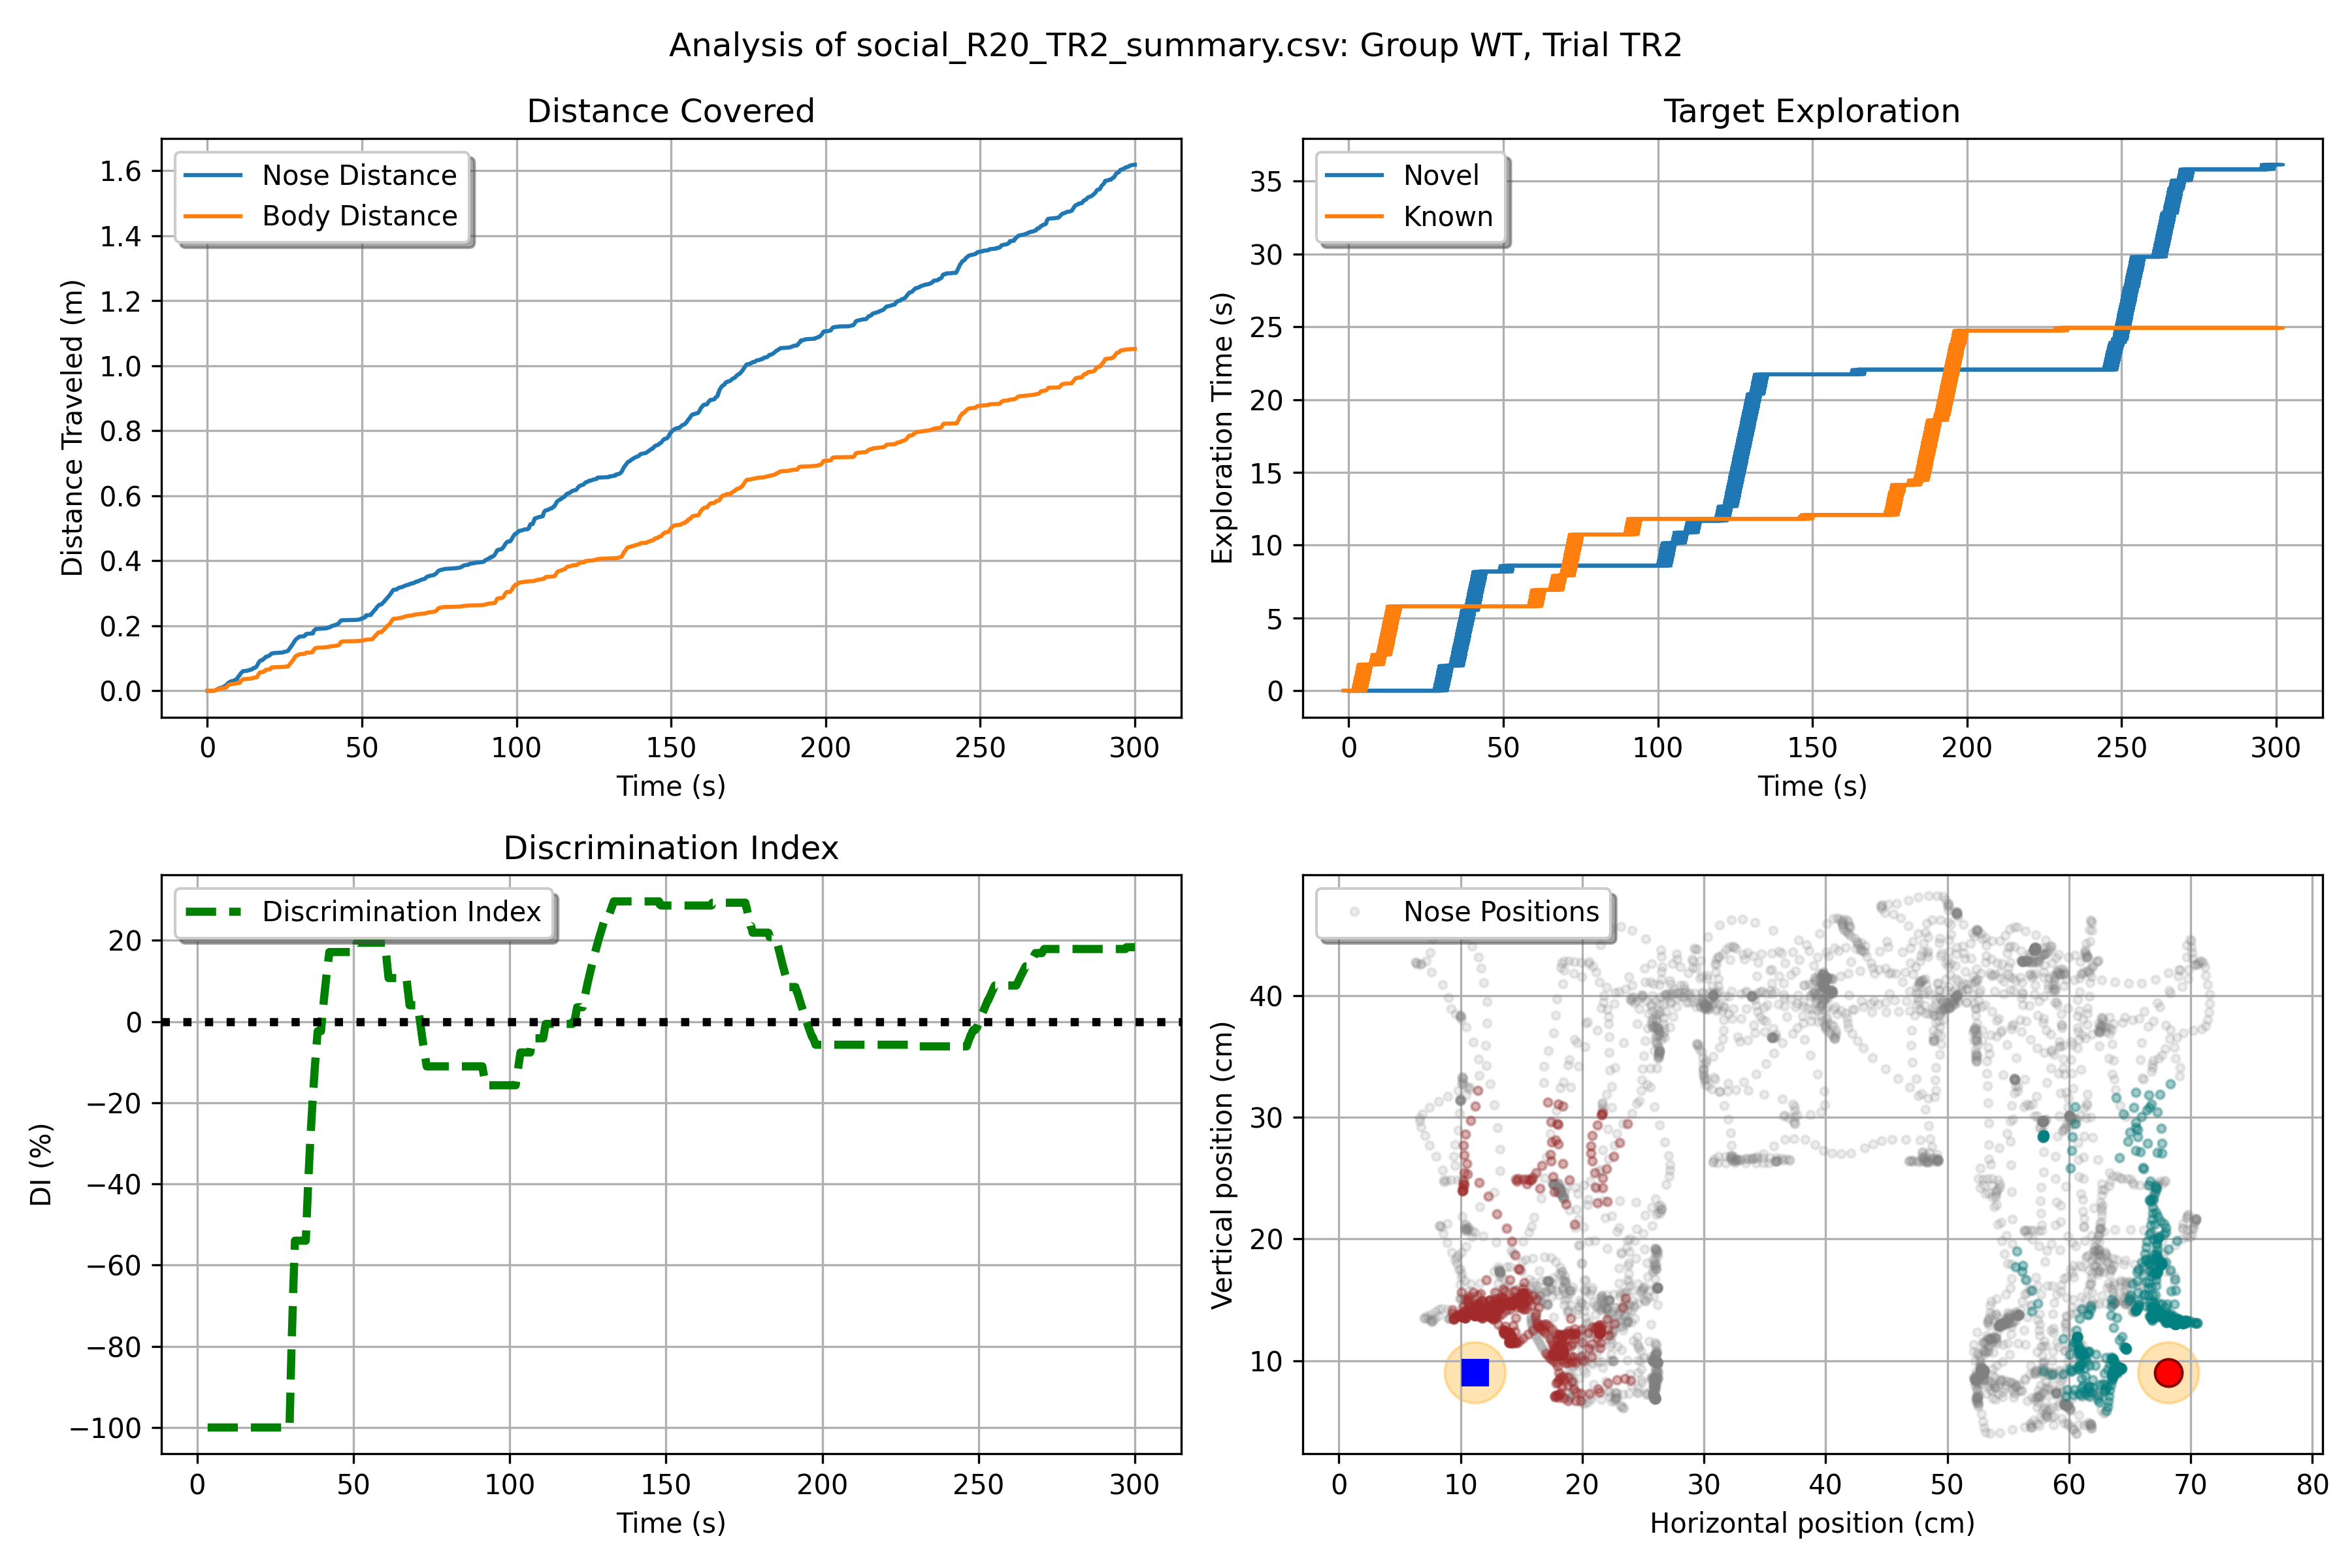 Analysis of social_R20_TR2_summary.csv: Group WT, Trial TR2
Distance Covered
Nose Distance
Body Distance
Distance Traveled (m)
1.6
1.4
1.2
1.0
0.8
0.6
0.4
0.2
0.0
0 50 100 150 200 250 300
Time (s)
Target Exploration
Novel
Known
Exploration Time (s)
35
30
25
20
15
10
5
0
0 50 100 150 200 250 300
Time (s)
Discrimination Index
Discrimination Index
DI (%)
20
0
−20
−40
−60
−80
−100
0 50 100 150 200 250 300
Time (s)
Nose Positions
Vertical position (cm)
40
30
20
10
0 10 20 30 40 50 60 70 80
Horizontal position (cm)